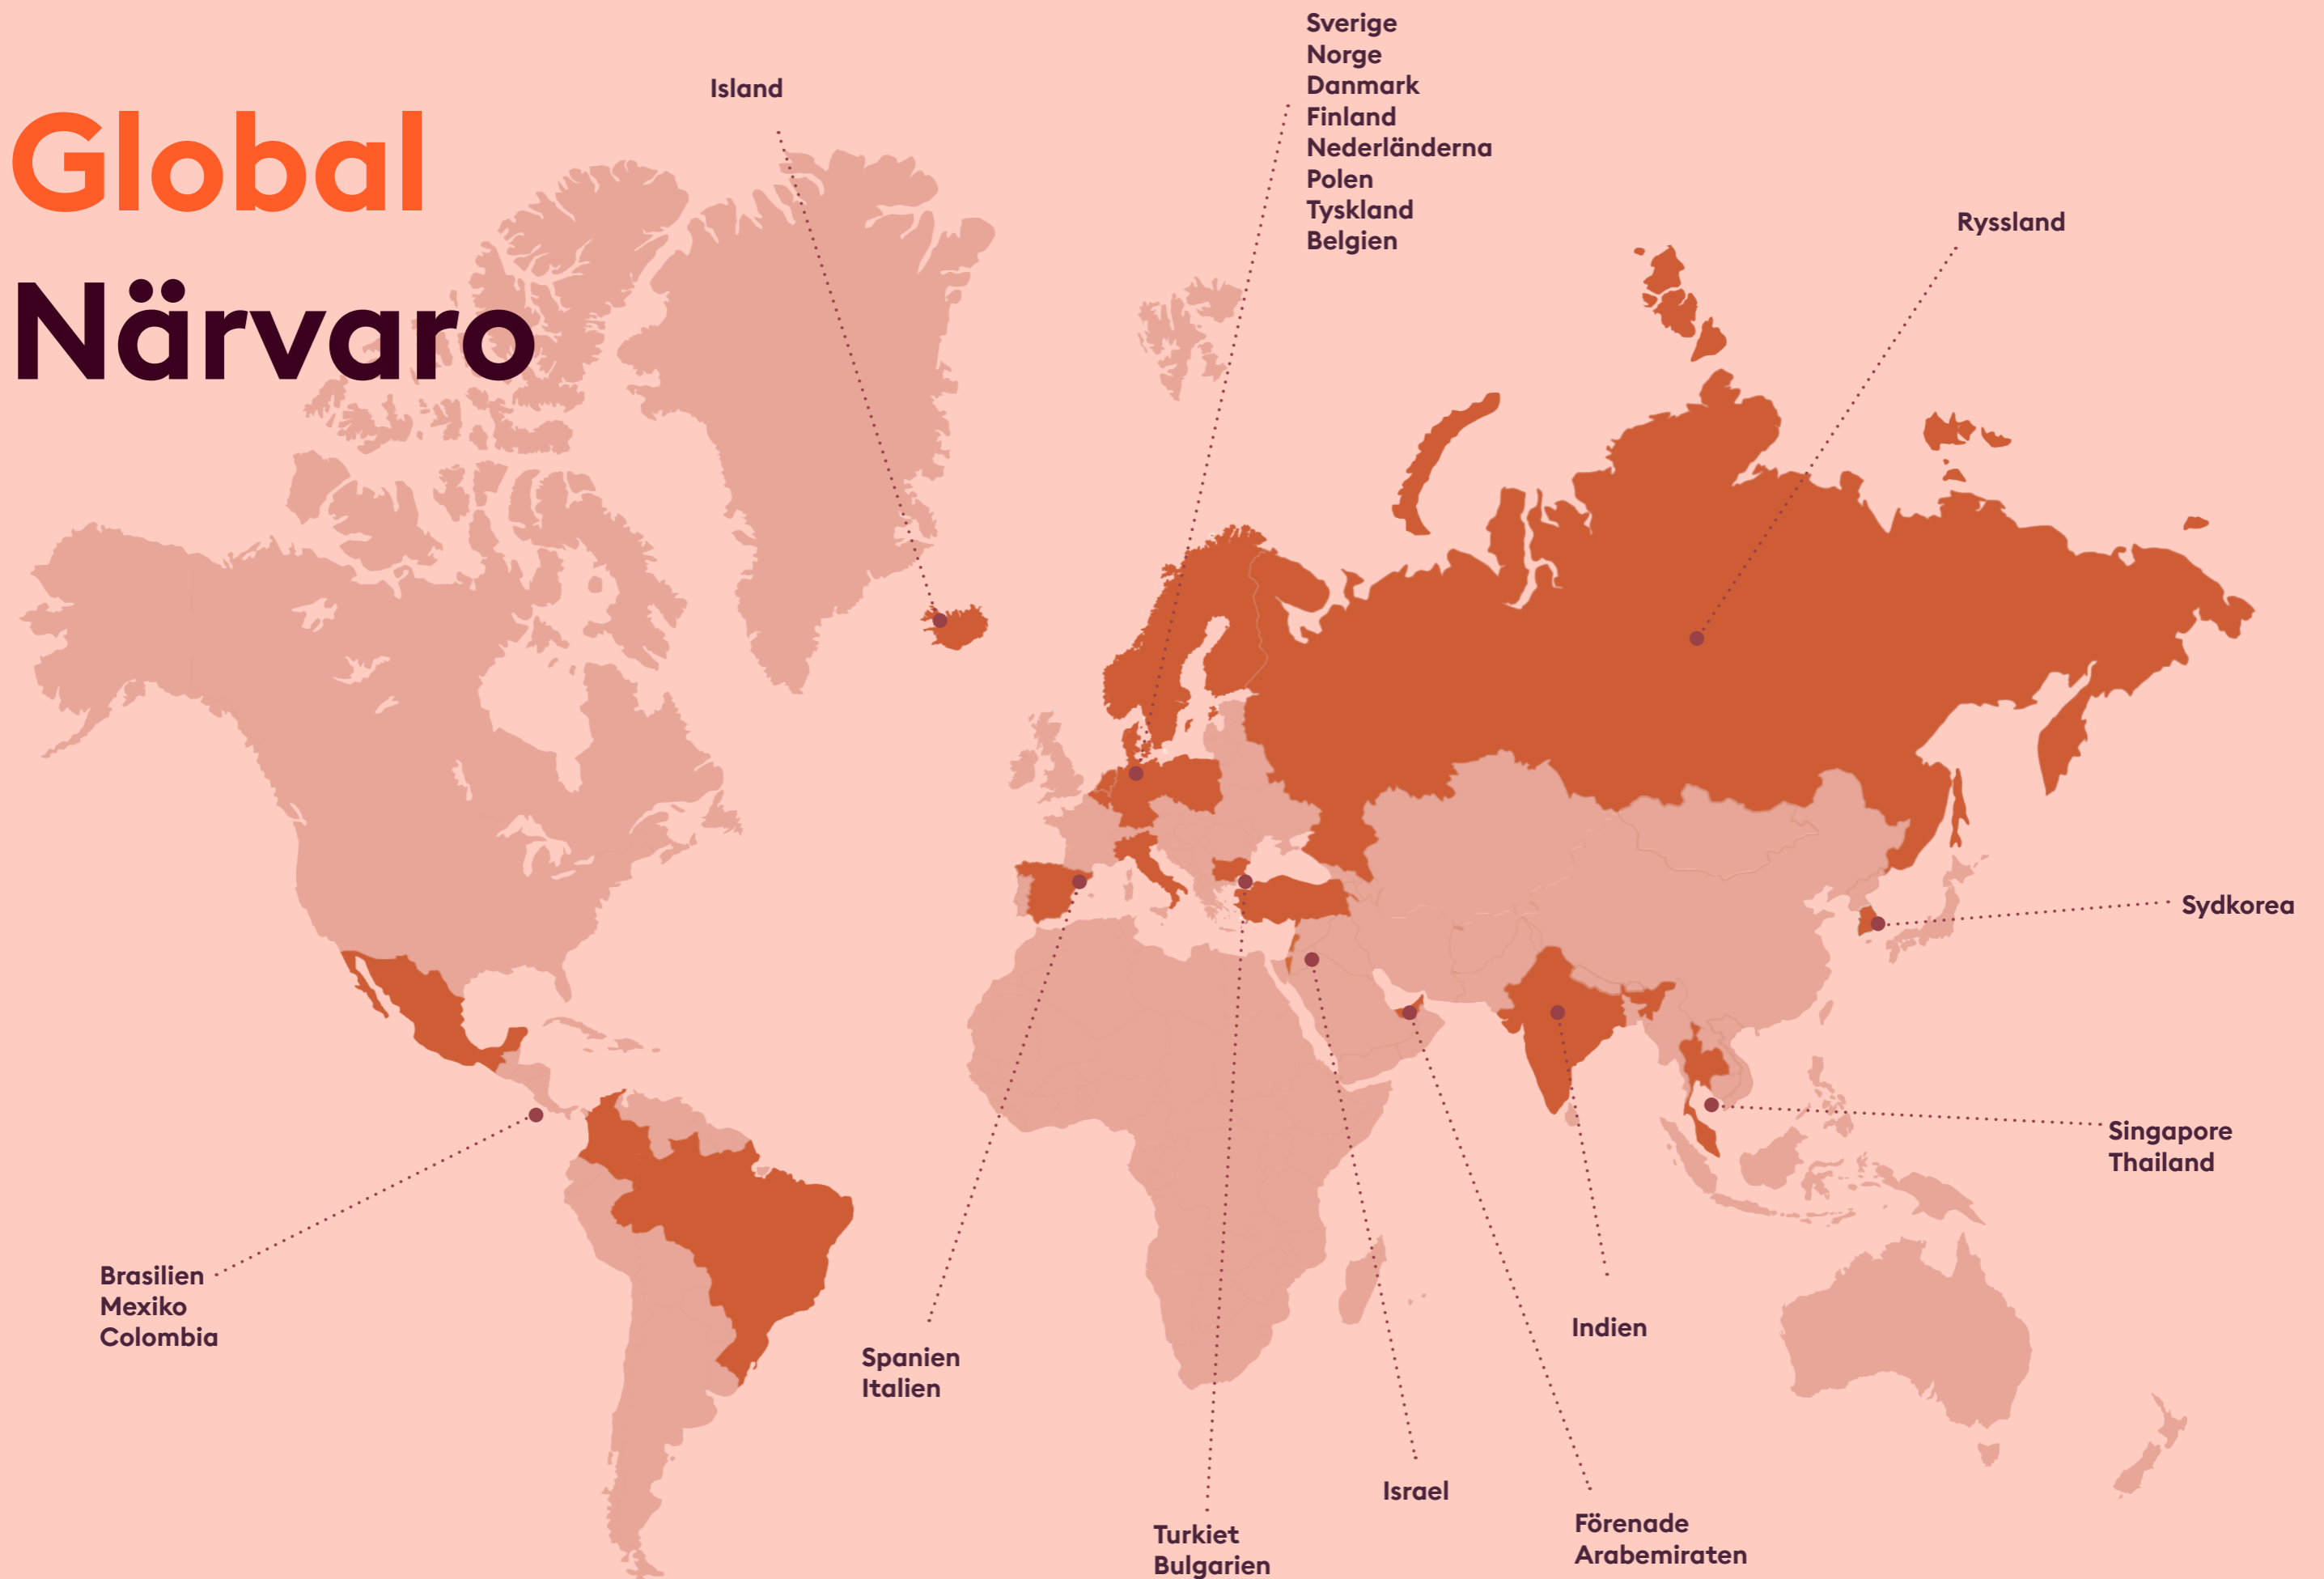 Global
Närvaro
Island
Sverige
Norge
Danmark
Finland
Nederländerna
Polen
Tyskland
Belgien
Ryssland
Sydkorea
Singapore
Thailand
Brasilien
Mexiko
Colombia
Spanien
Italien
Indien
Israel
Turkiet
Bulgarien
Förenade
Arabemiraten